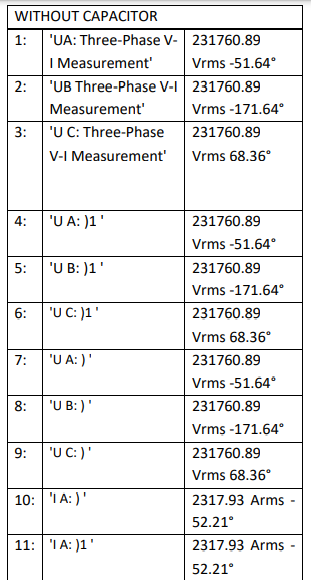 WITHOUT CAPACITOR
1: 'UA: Three-Phase V- 231760.89
I Measurement' Vrms -51.64°
2: 'UB Three-Phase V-I 231760.89
Measurement' Vrms -171.64°
3: 'U C: Three-Phase 231760.89
V-I Measurement' Vrms 68.36°
4: 'U A: )1 ' 231760.89
Vrms -51.64°
5: 'U B: )1 ' 231760.89
Vrms -171.64°
6: 'U C: )1' 231760.89
Vrms 68.36°
7: 'U A: ) ' 231760.89
Vrms -51.64°
8: 'U B: ) ' 231760.89
Vrms -171.64°
9: 'U C: ) ' 231760.89
Vrms 68.36°
10: 'I A: ) ' 2317.93 Arms -
52.21°
11: 'I A: )1 ' 2317.93 Arms -
52.21°